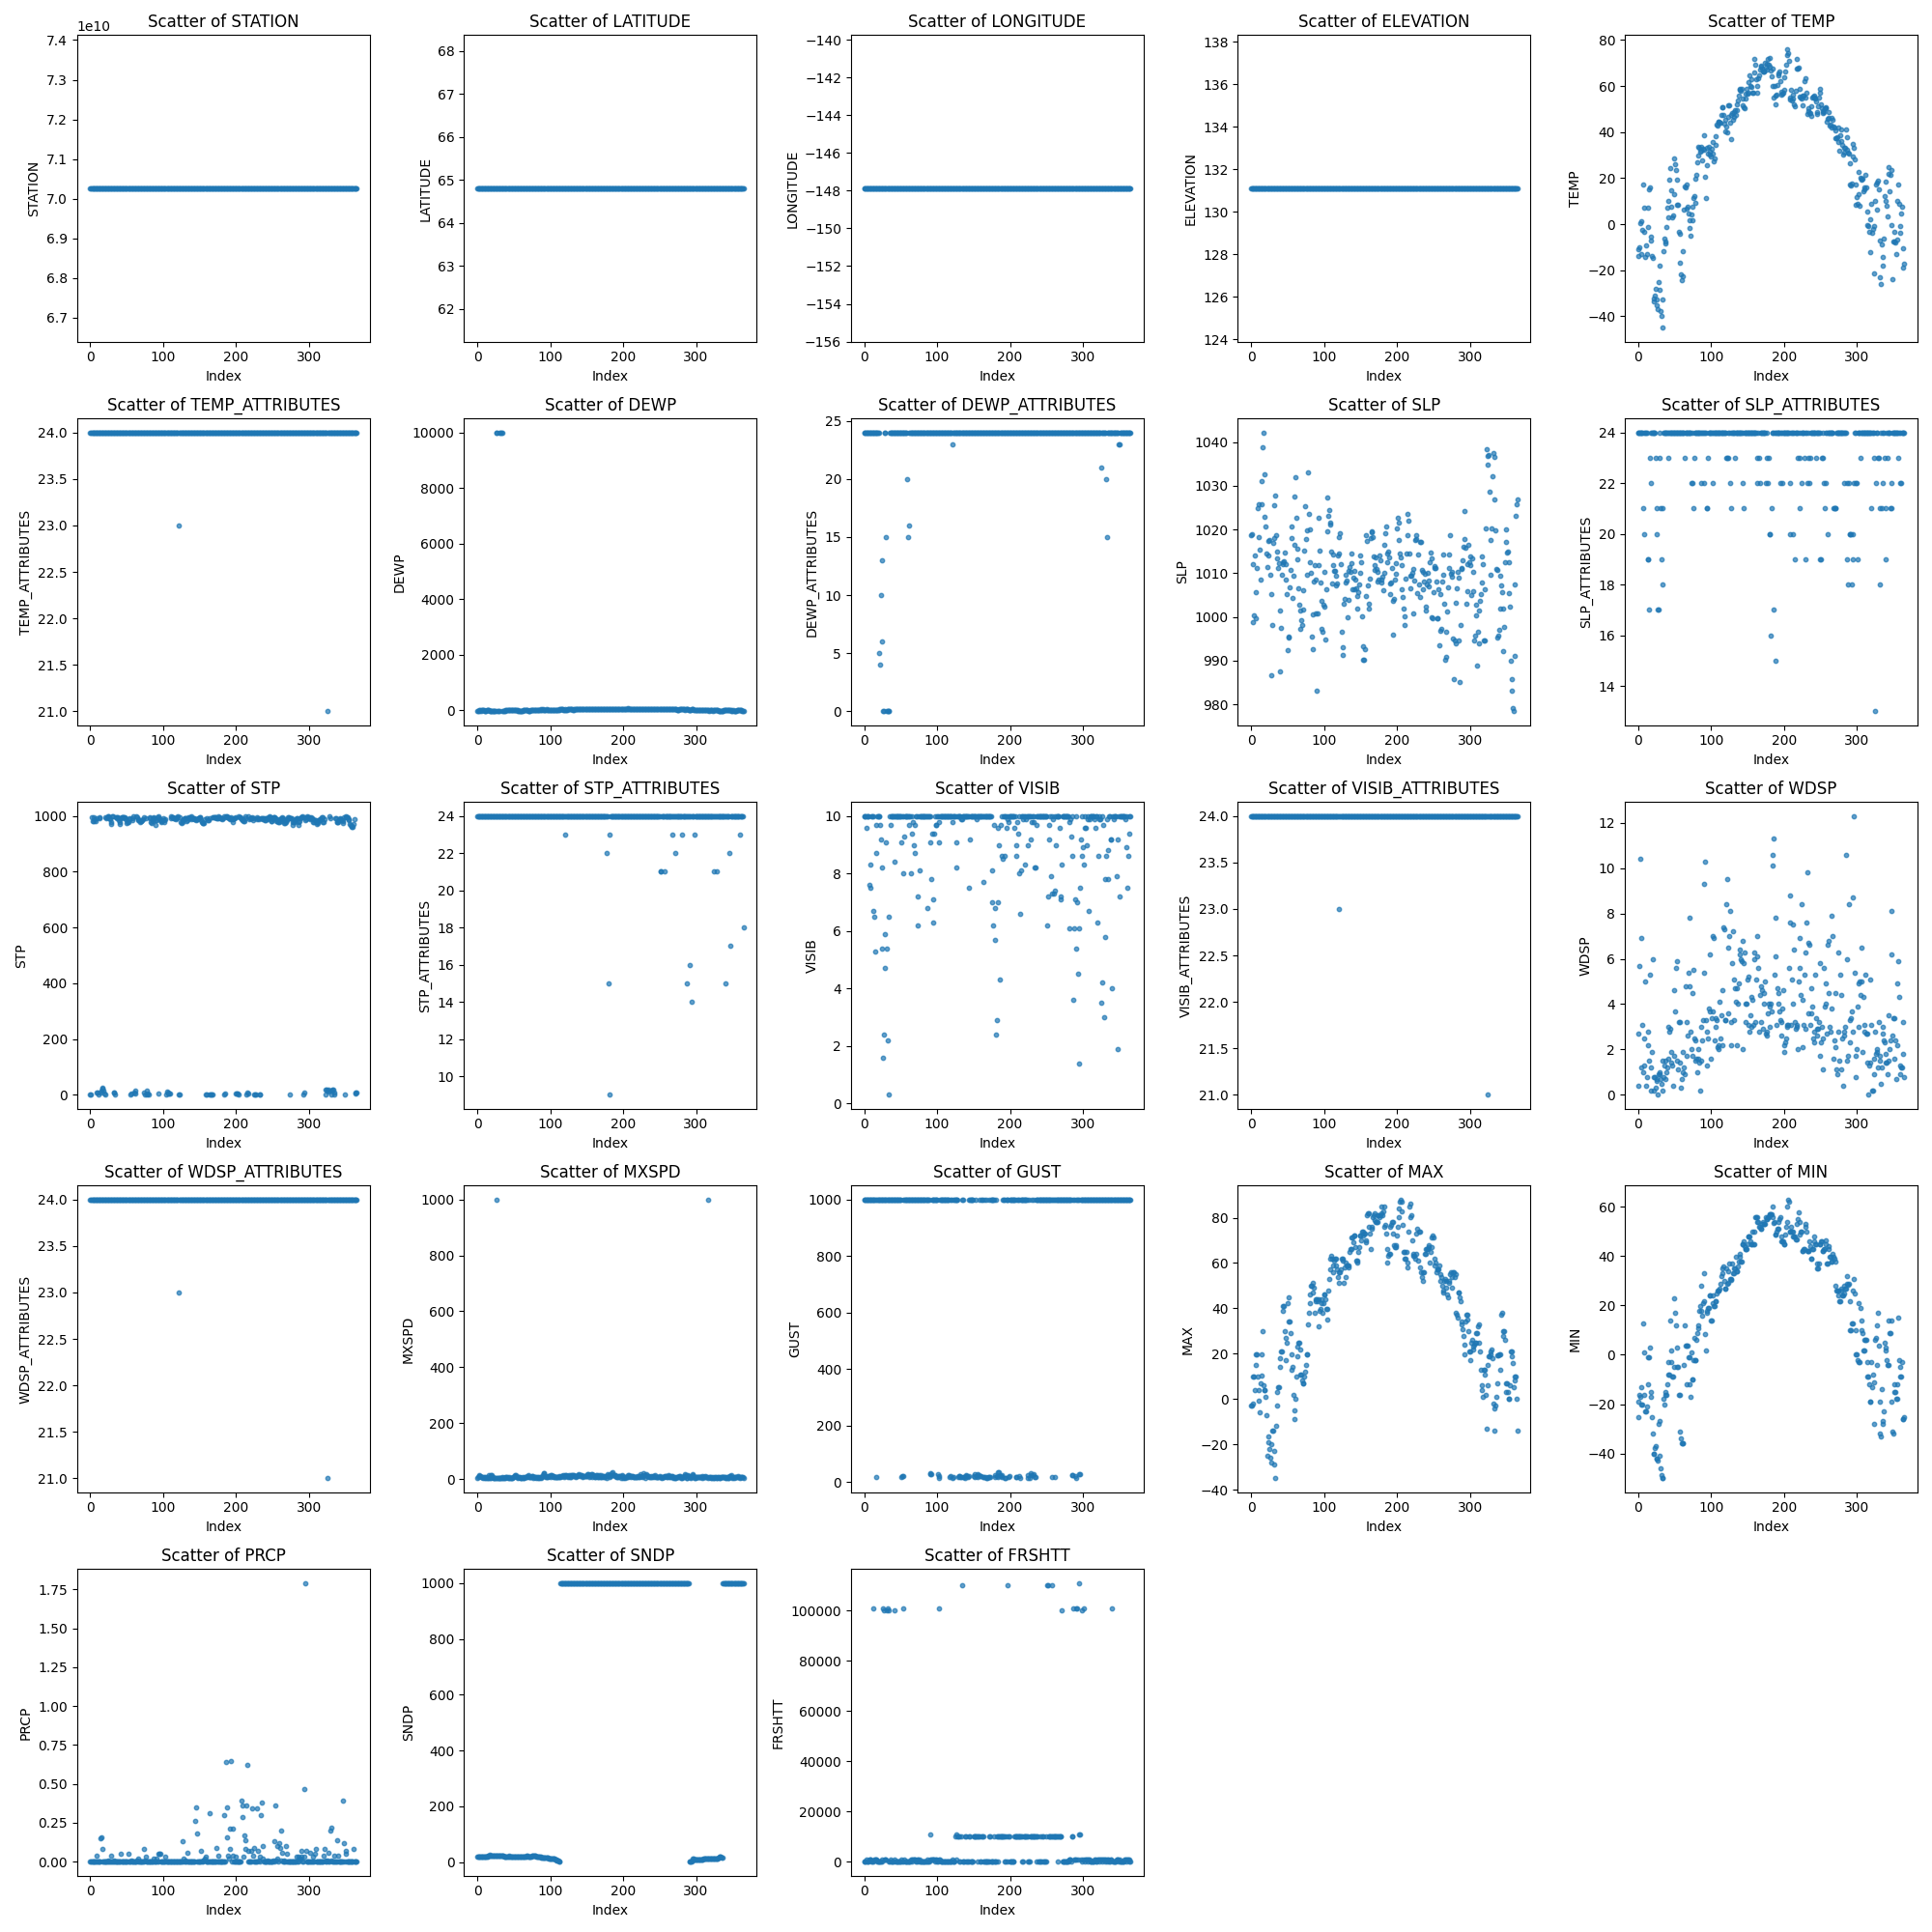 Scatter of STATION
1e10
7.4
7.3
7.2
7.1
7.0
6.9
6.8
6.7
STATION
0 100 200 300
Index
Scatter of LATITUDE
68
67
66
65
64
63
62
LATITUDE
0 100 200 300
Index
Scatter of LONGITUDE
−140
−142
−144
−146
−148
−150
−152
−154
−156
LONGITUDE
0 100 200 300
Index
Scatter of ELEVATION
138
136
134
132
130
128
126
124
ELEVATION
0 100 200 300
Index
Scatter of TEMP
80
60
40
20
0
−20
−40
TEMP
0 100 200 300
Index
Scatter of TEMP_ATTRIBUTES
24.0
23.5
23.0
22.5
22.0
21.5
21.0
TEMP_ATTRIBUTES
0 100 200 300
Index
Scatter of DEWP
10000
8000
6000
4000
2000
0
DEWP
0 100 200 300
Index
Scatter of DEWP_ATTRIBUTES
25
20
15
10
5
0
DEWP_ATTRIBUTES
0 100 200 300
Index
Scatter of SLP
1040
1030
1020
1010
1000
990
980
SLP
0 100 200 300
Index
Scatter of SLP_ATTRIBUTES
24
22
20
18
16
14
SLP_ATTRIBUTES
0 100 200 300
Index
Scatter of STP
1000
800
600
400
200
0
STP
0 100 200 300
Index
Scatter of STP_ATTRIBUTES
24
22
20
18
16
14
12
10
STP_ATTRIBUTES
0 100 200 300
Index
Scatter of VISIB
10
8
6
4
2
0
VISIB
0 100 200 300
Index
Scatter of VISIB_ATTRIBUTES
24.0
23.5
23.0
22.5
22.0
21.5
21.0
VISIB_ATTRIBUTES
0 100 200 300
Index
Scatter of WDSP
12
10
8
6
4
2
0
WDSP
0 100 200 300
Index
Scatter of WDSP_ATTRIBUTES
24.0
23.5
23.0
22.5
22.0
21.5
21.0
WDSP_ATTRIBUTES
0 100 200 300
Index
Scatter of MXSPD
1000
800
600
400
200
0
MXSPD
0 100 200 300
Index
Scatter of GUST
1000
800
600
400
200
0
GUST
0 100 200 300
Index
Scatter of MAX
80
60
40
20
0
−20
−40
MAX
0 100 200 300
Index
Scatter of MIN
60
40
20
0
−20
−40
MIN
0 100 200 300
Index
Scatter of PRCP
1.75
1.50
1.25
1.00
0.75
0.50
0.25
0.00
PRCP
0 100 200 300
Index
Scatter of SNDP
1000
800
600
400
200
0
SNDP
0 100 200 300
Index
Scatter of FRSHTT
100000
80000
60000
40000
20000
0
FRSHTT
0 100 200 300
Index